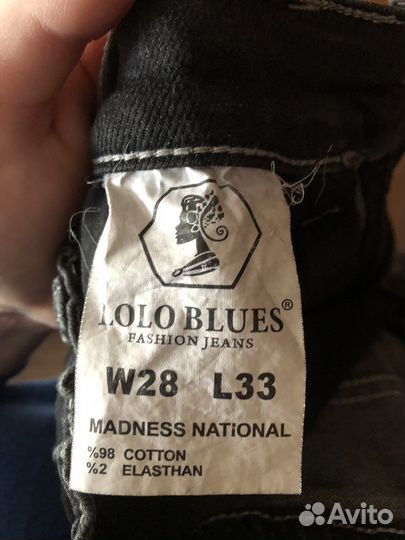 LOLO BLUES®
FASHION JEANS
W28 L33
MADNESS NATIONAL
%98 COTTON
%2 ELASTHAN
Avito